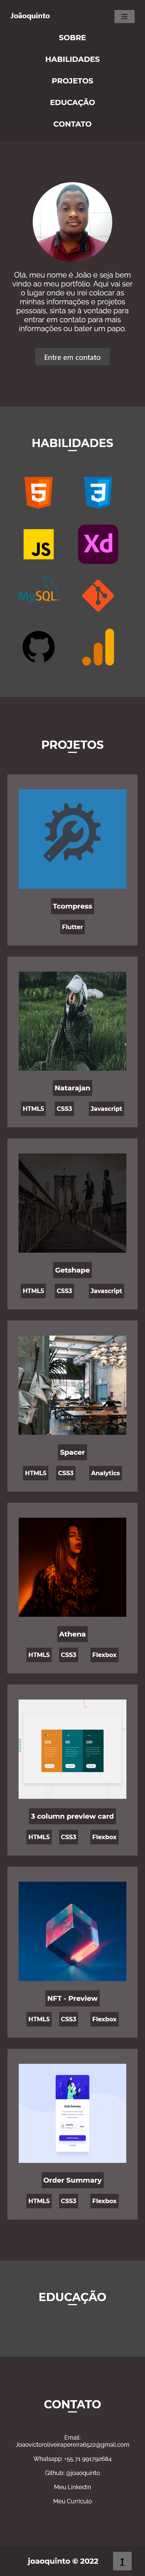 Joãoquinto
SOBRE
HABILIDADES
PROJETOS
EDUCAÇÃO
CONTATO
Olá, meu nome é João e seja bem
vindo ao meu portfólio. Aqui vai ser
o lugar onde eu irei colocar as
minhas informações e projetos
pessoais, sinta se à vontade para
entrar em contato para mais
informações ou bater um papo.
Entre em contato
HABILIDADES
5
3
JS
Xd
MySQL
PROJETOS
Tcompress
Flutter
Natarajan
HTML5 CSS3 Javascript
Getshape
HTML5 CSS3 Javascript
Spacer
HTML5 CSS3 Analytics
Athena
HTML5 CSS3 Flexbox
3 column preview card
HTML5 CSS3 Flexbox
NFT - Preview
HTML5 CSS3 Flexbox
Order Summary
HTML5 CSS3 Flexbox
EDUCAÇÃO
CONTATO
Email:
Joaovictoroliveirapereira6522@gmail.com
Whatsapp: +55 71 991792684
Github: @joaoquinto
Meu LinkedIn
Meu Currículo
joaoquinto © 2022